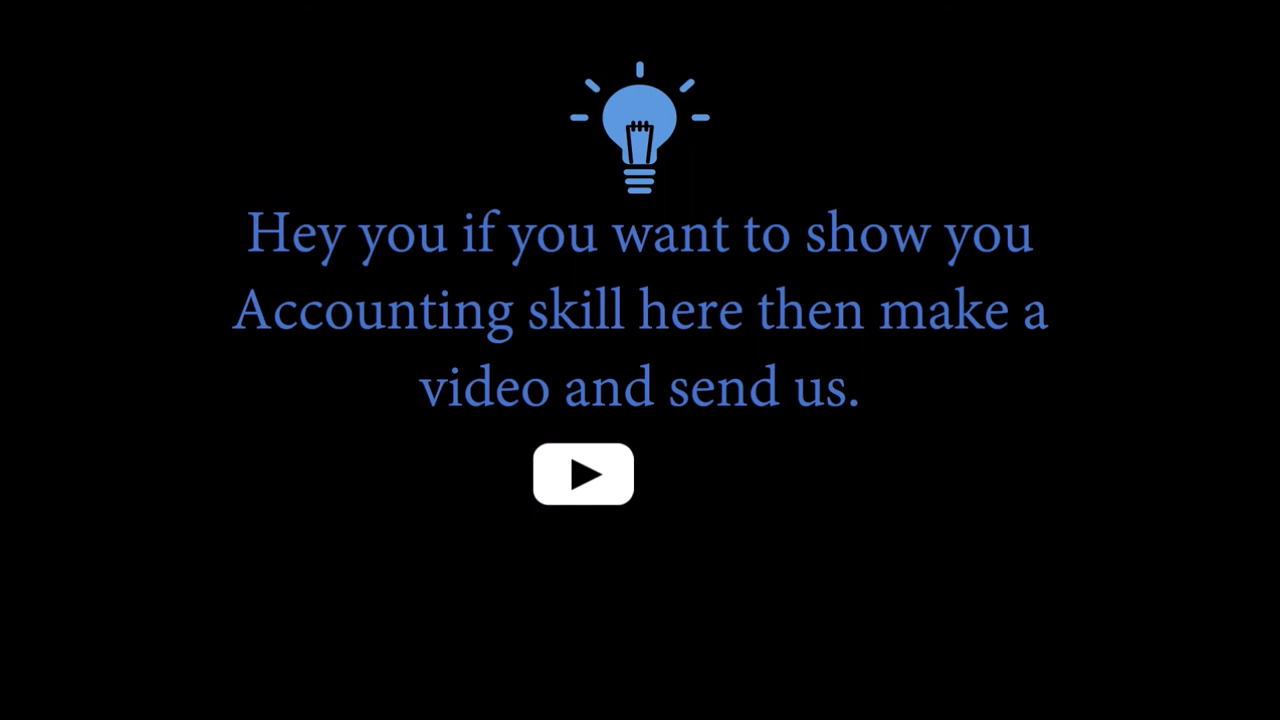 Hey you if you want to show you
Accounting skill here then make a
video and send us.